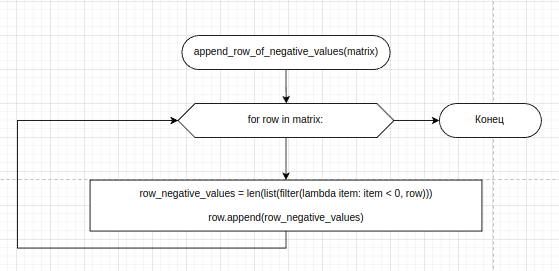 append_row_of_negative_values(matrix)
for row in matrix:
Конец
row_negative_values = len(list(filter(lambda item: item < 0, row)))
row.append(row_negative_values)